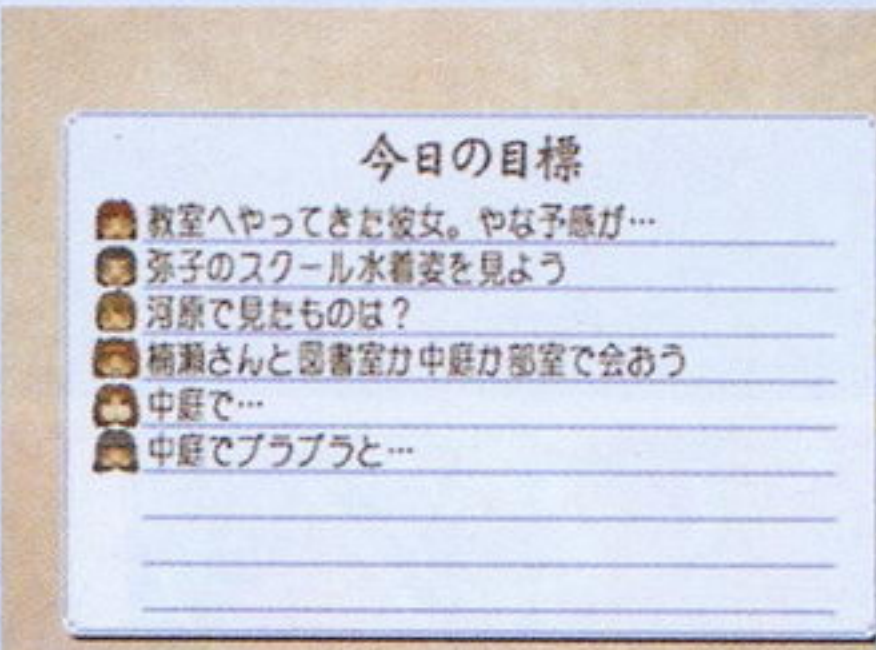 今日の目標
教室へやってきた彼女。やな予感が…
弥子のスクール水着姿を見よう
河原で見たものは?
楠瀬さんと図書室か中庭か部室で会おう
中庭で…
中庭でブラブラと…